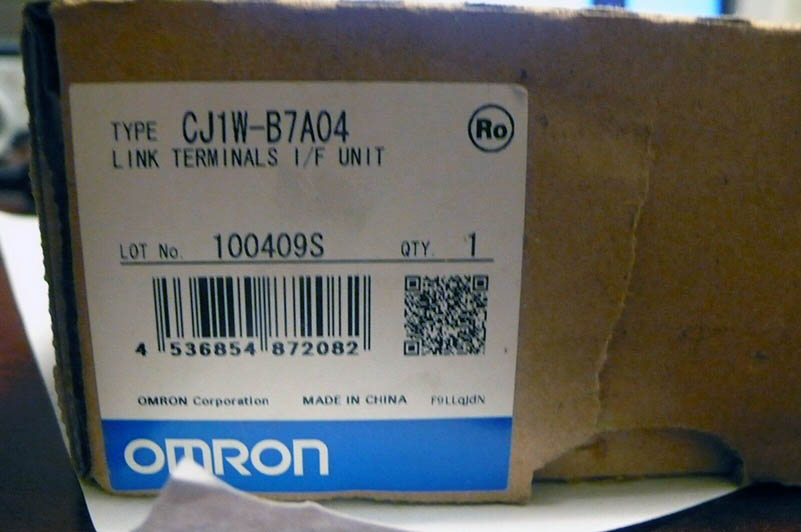 TYPE CJ1W-B7A04
Ro
LINK TERMINALS I/F UNIT
LOT No. 100409S QTY. 1
4 536854 872082
OMRON Corporation MADE IN CHINA F9LLqJdN
OMRON